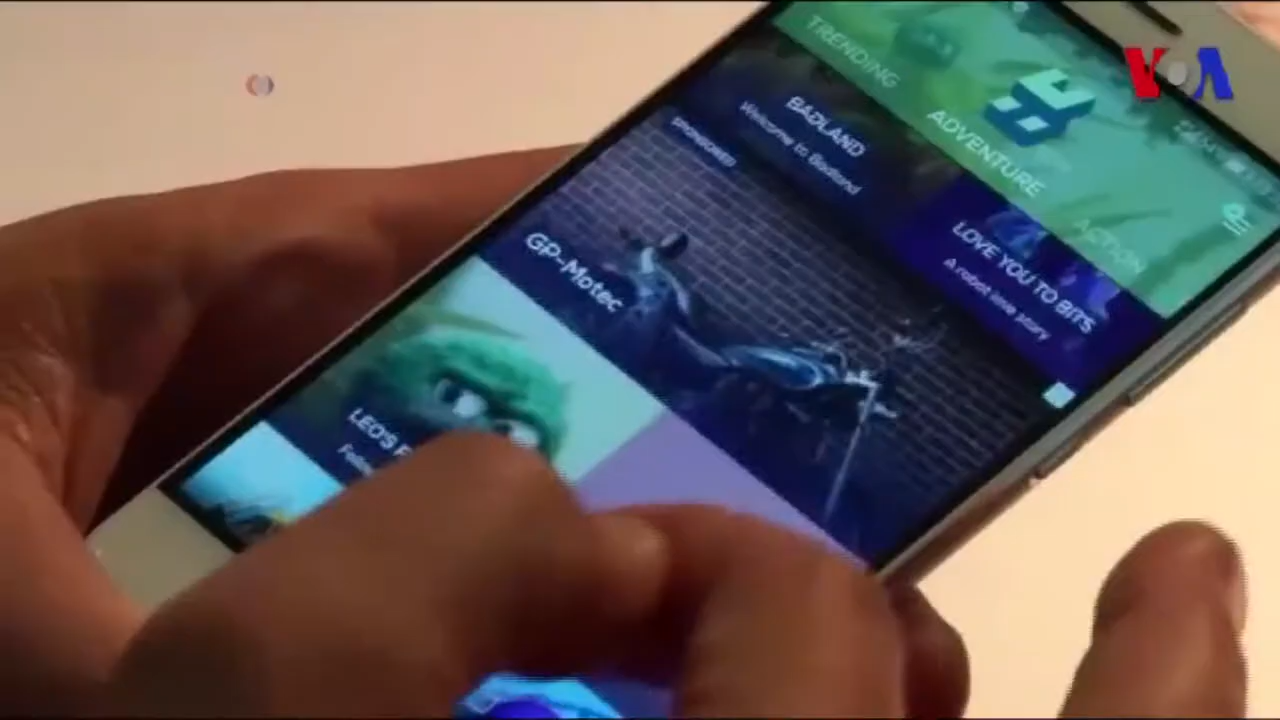 VOA
TRENDING
ADVENTURE
ACTION
BADLAND
Welcome to Badland
LOVE YOU TO BITS
A robot love story
SPONSORED
GP-Motec
LEO'S